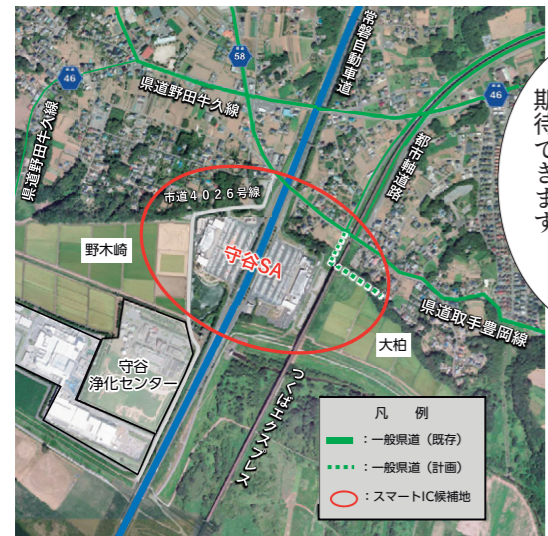 常磐自動車道
58
46
県道野田牛久線
46
県道野田牛久線
都市軸道路
期待できます
市道4026号線
野木崎
守谷SA
県道取手豊岡線
大柏
守谷
浄化センター
つくばエクスプレス
凡 例
：一般県道（既存）
：一般県道（計画）
：スマートIC候補地